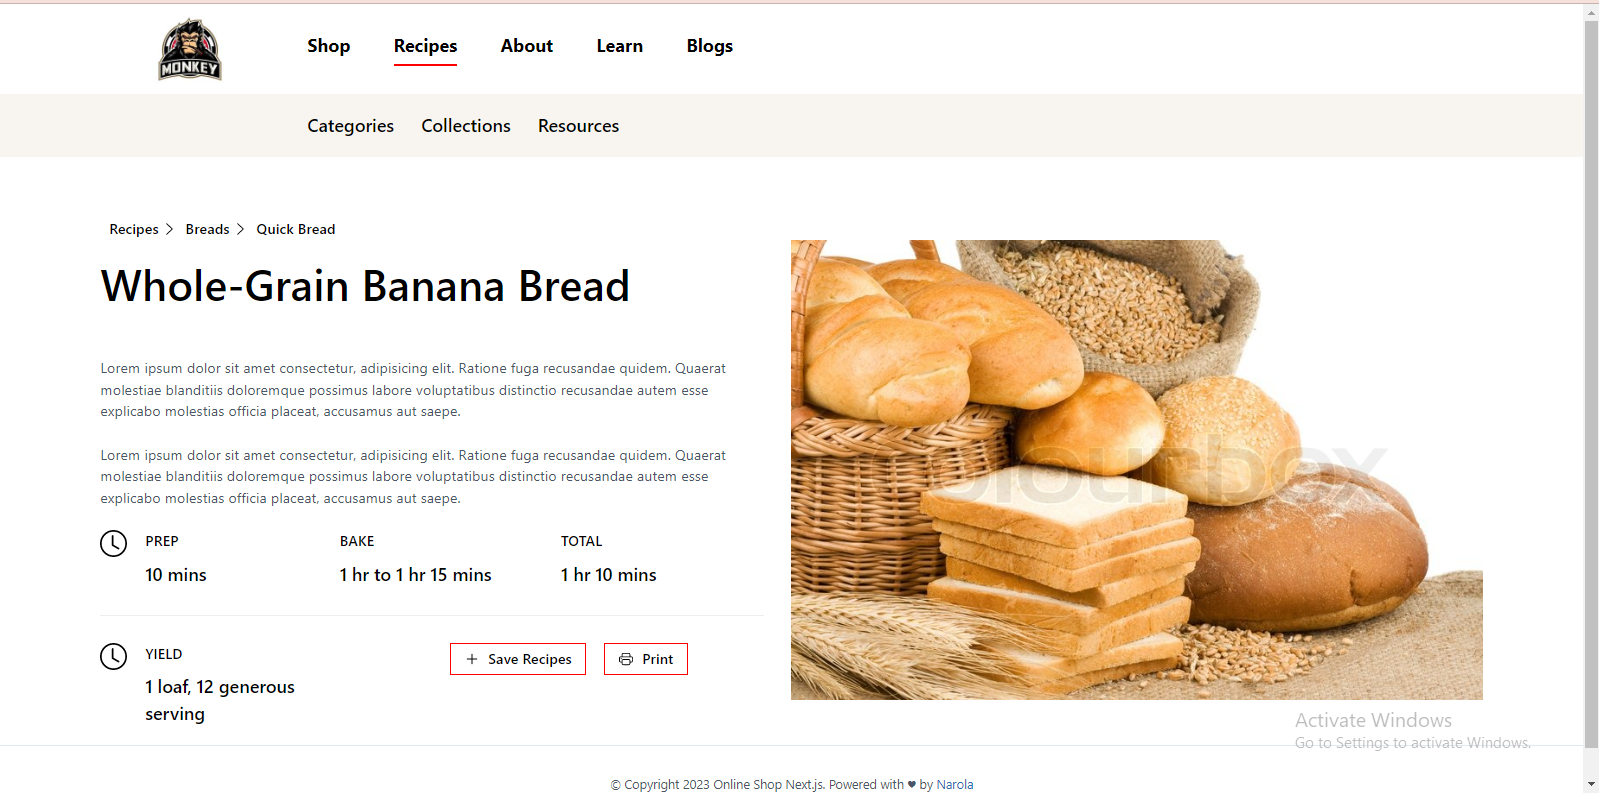 MONKEY
Shop Recipes About Learn Blogs
Categories Collections Resources
Recipes Breads Quick Bread
Whole-Grain Banana Bread
Lorem ipsum dolor sit amet consectetur, adipisicing elit. Ratione fuga recusandae quidem. Quaerat
molestiae blanditiis doloremque possimus labore voluptatibus distinctio recusandae autem esse
explicabo molestias officia placeat, accusamus aut saepe.
Lorem ipsum dolor sit amet consectetur, adipisicing elit. Ratione fuga recusandae quidem. Quaerat
molestiae blanditiis doloremque possimus labore voluptatibus distinctio recusandae autem esse
explicabo molestias officia placeat, accusamus aut saepe.
PREP BAKE TOTAL
10 mins 1 hr to 1 hr 15 mins 1 hr 10 mins
YIELD
1 loaf, 12 generous
serving
+ Save Recipes Print
colourbox
Activate Windows
Go to Settings to activate Windows.
© Copyright 2023 Online Shop Next.js. Powered with ♥ by Narola